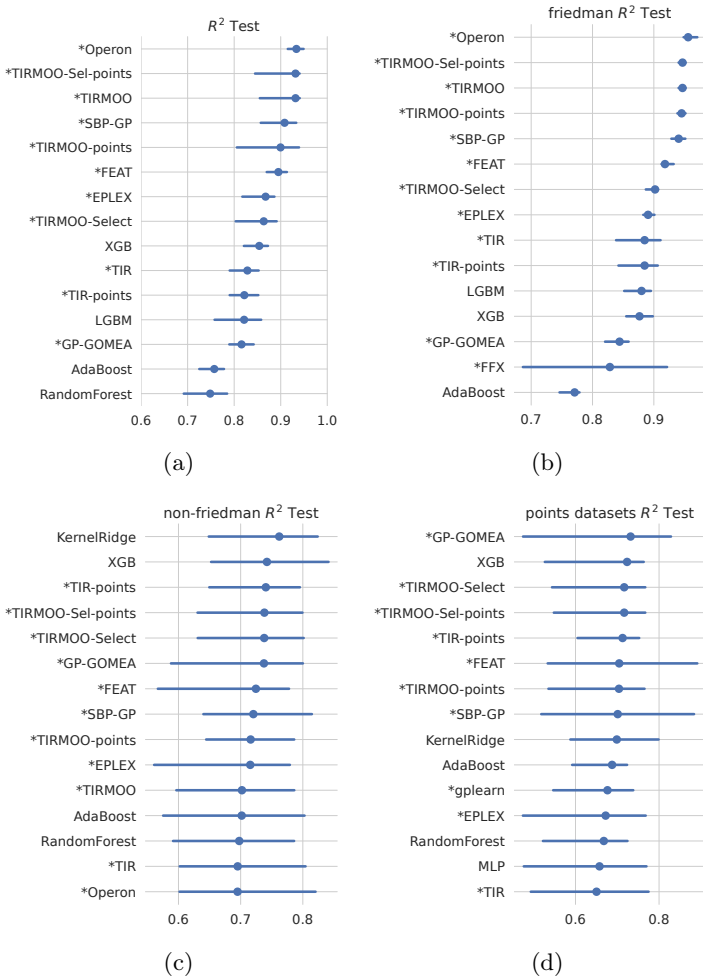 R² Test
*Operon
*TIRMOO-Sel-points
*TIRMOO
*SBP-GP
*TIRMOO-points
*FEAT
*EPLEX
*TIRMOO-Select
XGB
*TIR
*TIR-points
LGBM
*GP-GOMEA
AdaBoost
RandomForest
0.6 0.7 0.8 0.9 1.0
(a)
friedman R² Test
*Operon
*TIRMOO-Sel-points
*TIRMOO
*TIRMOO-points
*SBP-GP
*FEAT
*TIRMOO-Select
*EPLEX
*TIR
*TIR-points
LGBM
XGB
*GP-GOMEA
*FFX
AdaBoost
0.7 0.8 0.9
(b)
non-friedman R² Test
KernelRidge
XGB
*TIR-points
*TIRMOO-Sel-points
*TIRMOO-Select
*GP-GOMEA
*FEAT
*SBP-GP
*TIRMOO-points
*EPLEX
*TIRMOO
AdaBoost
RandomForest
*TIR
*Operon
0.6 0.7 0.8
(c)
points datasets R² Test
*GP-GOMEA
XGB
*TIRMOO-Select
*TIRMOO-Sel-points
*TIR-points
*FEAT
*TIRMOO-points
*SBP-GP
KernelRidge
AdaBoost
*gplearn
*EPLEX
RandomForest
MLP
*TIR
0.6 0.8
(d)